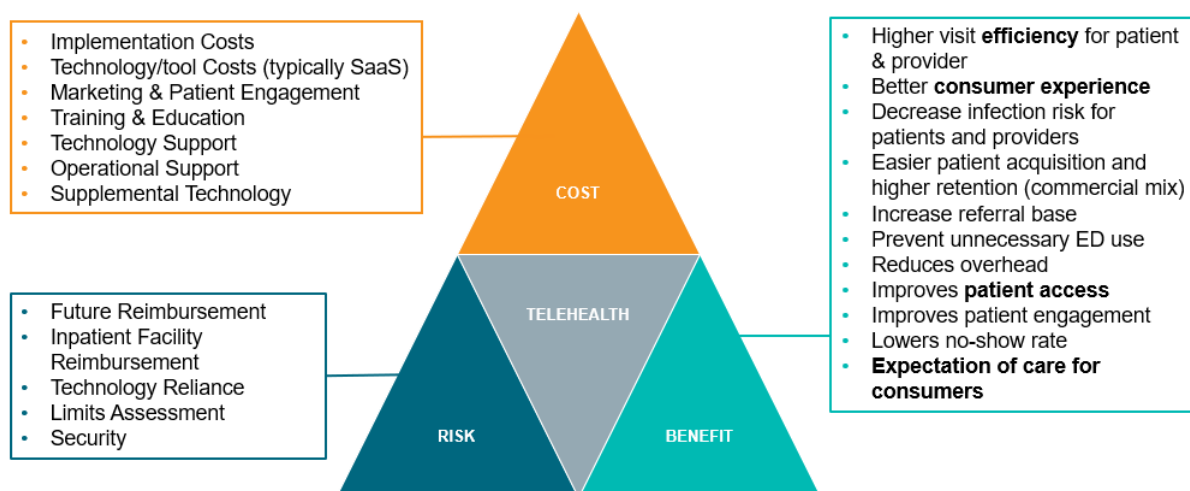 • Implementation Costs
• Technology/tool Costs (typically SaaS)
• Marketing & Patient Engagement
• Training & Education
• Technology Support
• Operational Support
• Supplemental Technology
COST
TELEHEALTH
RISK
BENEFIT
• Future Reimbursement
• Inpatient Facility
Reimbursement
• Technology Reliance
• Limits Assessment
• Security
• Higher visit efficiency for patient
& provider
• Better consumer experience
• Decrease infection risk for
patients and providers
• Easier patient acquisition and
higher retention (commercial mix)
• Increase referral base
• Prevent unnecessary ED use
• Reduces overhead
• Improves patient access
• Improves patient engagement
• Lowers no-show rate
• Expectation of care for
consumers